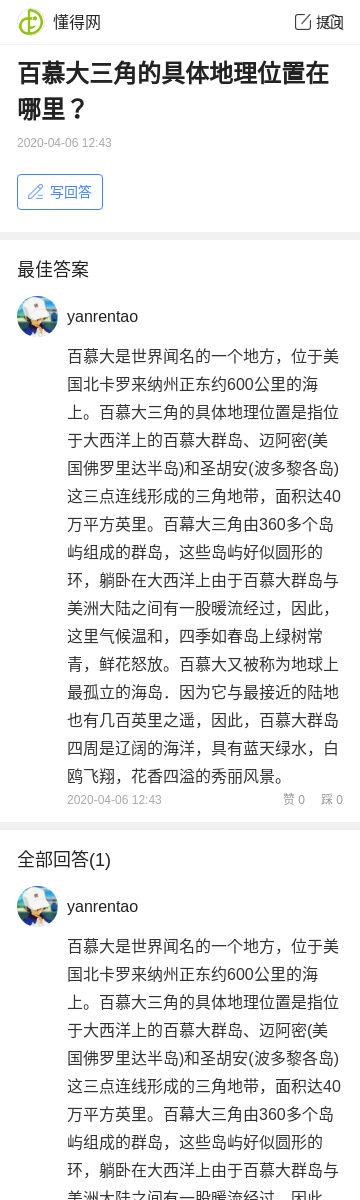 懂得网
提问
百慕大三角的具体地理位置在
哪里？
2020-04-06 12:43
写回答
最佳答案
yanrentao
百慕大是世界闻名的一个地方，位于美
国北卡罗来纳州正东约600公里的海
上。百慕大三角的具体地理位置是指位
于大西洋上的百慕大群岛、迈阿密(美
国佛罗里达半岛)和圣胡安(波多黎各岛)
这三点连线形成的三角地带，面积达40
万平方英里。百幕大三角由360多个岛
屿组成的群岛，这些岛屿好似圆形的
环，躺卧在大西洋上由于百慕大群岛与
美洲大陆之间有一股暖流经过，因此，
这里气候温和，四季如春岛上绿树常
青，鲜花怒放。百慕大又被称为地球上
最孤立的海岛．因为它与最接近的陆地
也有几百英里之遥，因此，百慕大群岛
四周是辽阔的海洋，具有蓝天绿水，白
鸥飞翔，花香四溢的秀丽风景。
2020-04-06 12:43 赞 0 踩 0
全部回答(1)
yanrentao
百慕大是世界闻名的一个地方，位于美
国北卡罗来纳州正东约600公里的海
上。百慕大三角的具体地理位置是指位
于大西洋上的百慕大群岛、迈阿密(美
国佛罗里达半岛)和圣胡安(波多黎各岛)
这三点连线形成的三角地带，面积达40
万平方英里。百幕大三角由360多个岛
屿组成的群岛，这些岛屿好似圆形的
环，躺卧在大西洋上由于百慕大群岛与
美洲大陆之间有一股暖流经过，因此，